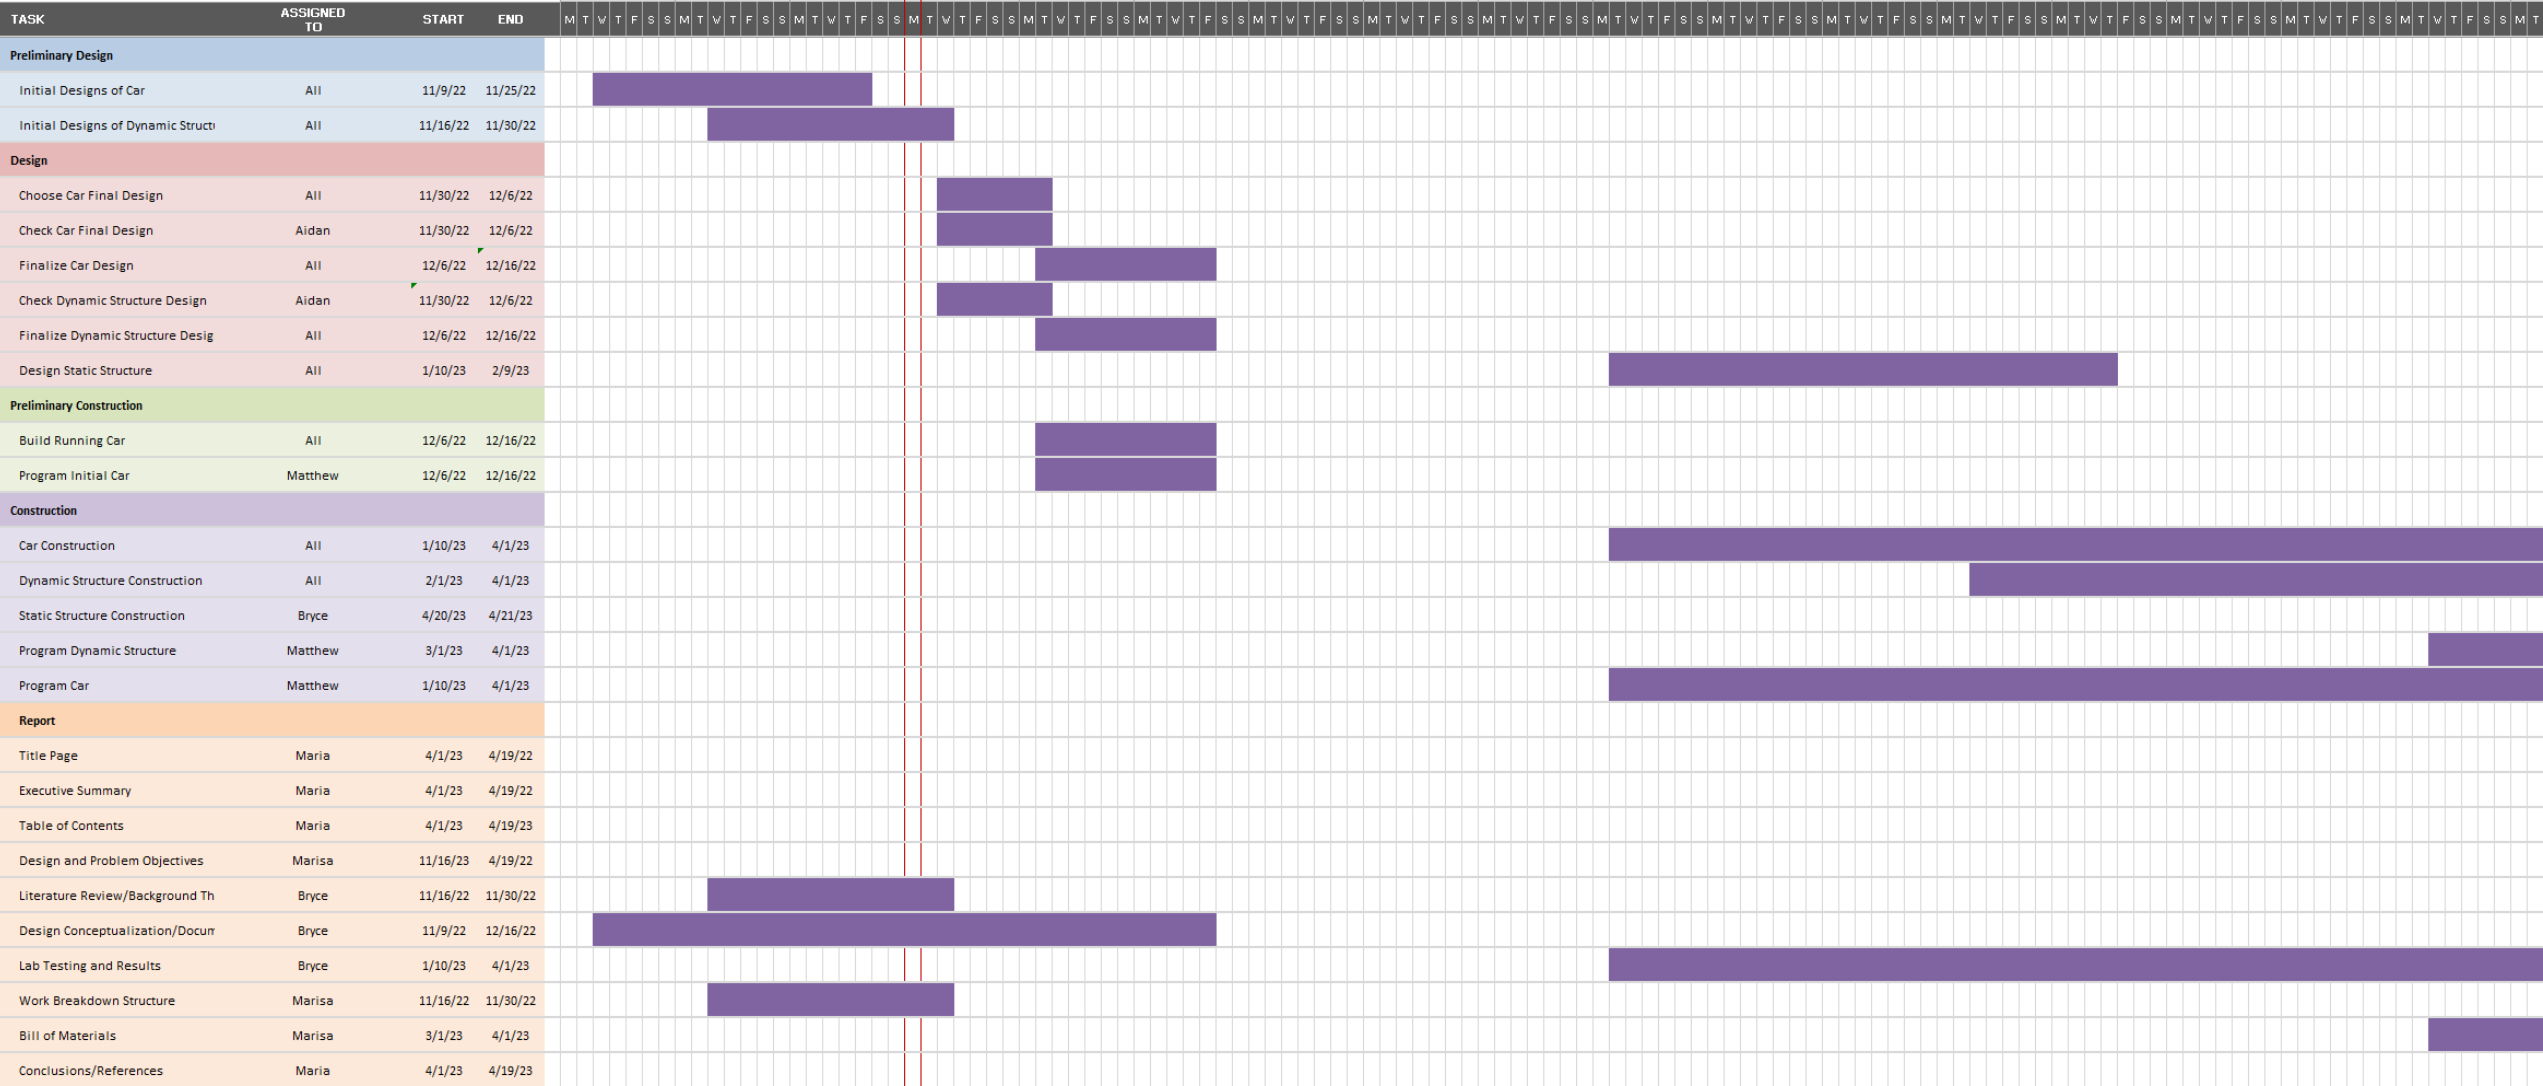 TASK ASSIGNED TO START END M T W T F S S M T W T F S S M T W T F S S M T W T F S S M T W T F S S M T W T F S S M T W T F S S M T W T F S S M T W T F S S M T W T F S S M T W T F S S M T W T F S S M T W T F S S M T W T F S S M T W T F S S M T W T F S S M T W T F S S M T
Preliminary Design
Initial Designs of Car All 11/9/22 11/25/22
Initial Designs of Dynamic Struct All 11/16/22 11/30/22
Design
Choose Car Final Design All 11/30/22 12/6/22
Check Car Final Design Aidan 11/30/22 12/6/22
Finalize Car Design All 12/6/22 12/16/22
Check Dynamic Structure Design Aidan 11/30/22 12/6/22
Finalize Dynamic Structure Desig All 12/6/22 12/16/22
Design Static Structure All 1/10/23 2/9/23
Preliminary Construction
Build Running Car All 12/6/22 12/16/22
Program Initial Car Matthew 12/6/22 12/16/22
Construction
Car Construction All 1/10/23 4/1/23
Dynamic Structure Construction All 2/1/23 4/1/23
Static Structure Construction Bryce 4/20/23 4/21/23
Program Dynamic Structure Matthew 3/1/23 4/1/23
Program Car Matthew 1/10/23 4/1/23
Report
Title Page Maria 4/1/23 4/19/22
Executive Summary Maria 4/1/23 4/19/22
Table of Contents Maria 4/1/23 4/19/23
Design and Problem Objectives Marisa 11/16/23 4/19/22
Literature Review/Background Th Bryce 11/16/22 11/30/22
Design Conceptualization/Docum Bryce 11/9/22 12/16/22
Lab Testing and Results Bryce 1/10/23 4/1/23
Work Breakdown Structure Marisa 11/16/22 11/30/22
Bill of Materials Marisa 3/1/23 4/1/23
Conclusions/References Maria 4/1/23 4/19/23